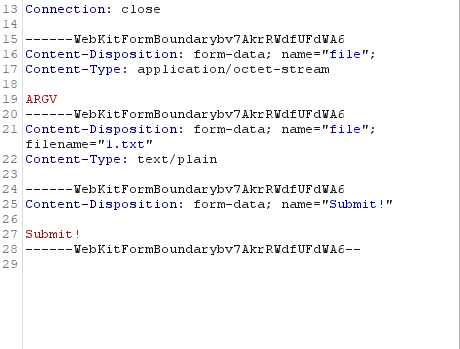 13 Connection: close
14
15 ------WebKitFormBoundarybv7AkrRWdfUFdWA6
16 Content-Disposition: form-data; name="file";
17 Content-Type: application/octet-stream
18
19 ARGV
20 ------WebKitFormBoundarybv7AkrRWdfUFdWA6
21 Content-Disposition: form-data; name="file";
filename="1.txt"
22 Content-Type: text/plain
23
24 ------WebKitFormBoundarybv7AkrRWdfUFdWA6
25 Content-Disposition: form-data; name="Submit!"
26
27 Submit!
28 ------WebKitFormBoundarybv7AkrRWdfUFdWA6--
29